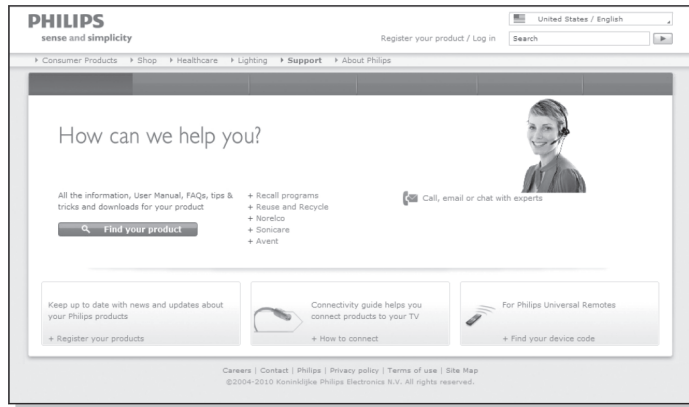 PHILIPS
sense and simplicity
United States / English
Register your product / Log in
Search
Consumer Products Shop Healthcare Lighting Support About Philips
How can we help you?
All the information, User Manual, FAQs, tips &
tricks and downloads for your product
Find your product
+ Recall programs
+ Reuse and Recycle
+ Norelco
+ Sonicare
+ Avent
Call, email or chat with experts
Keep up to date with news and updates about
your Philips products
+ Register your products
Connectivity guide helps you
connect products to your TV
+ How to connect
For Philips Universal Remotes
+ Find your device code
Careers | Contact | Philips | Privacy policy | Terms of use | Site Map
©2004-2010 Koninklijke Philips Electronics N.V. All rights reserved.